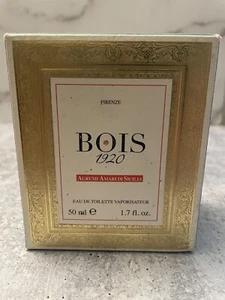 FIRENZE
BOIS
1920
AGRUMI AMARI DI SICILIA
EAU DE TOILETTE VAPORISATEUR
50 ml e 1.7 fl. oz.